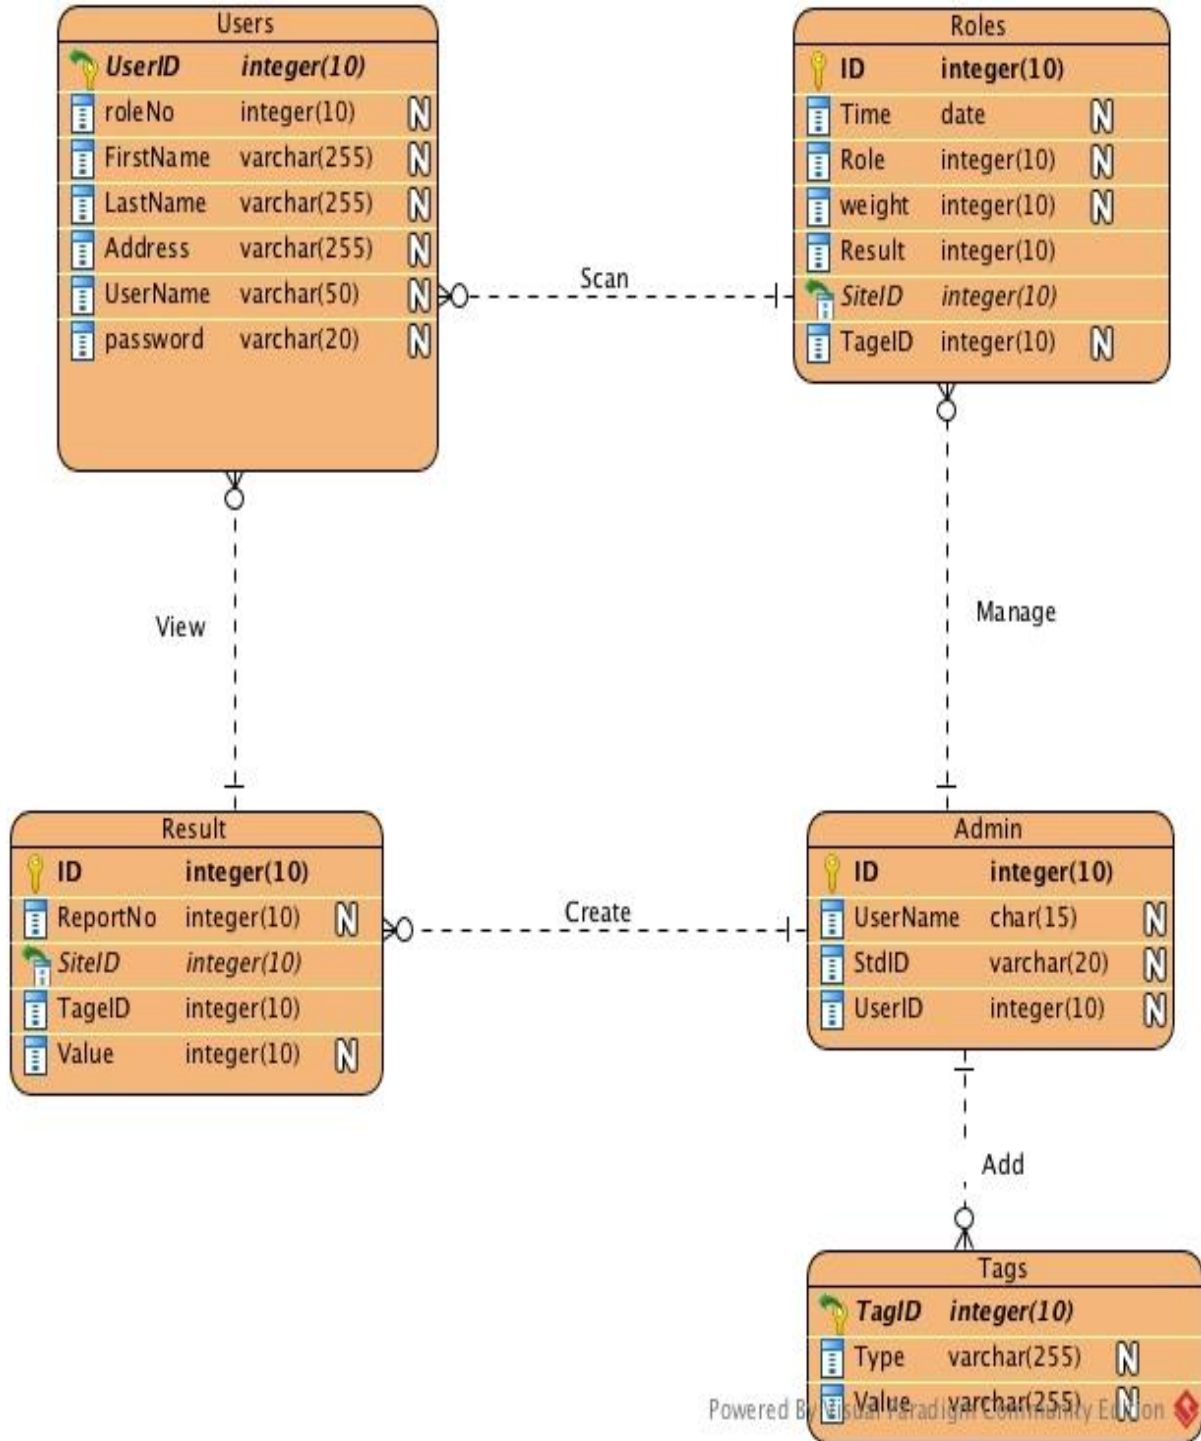 Users
UserID integer(10)
roleNo integer(10) N
FirstName varchar(255) N
LastName varchar(255) N
Address varchar(255) N
UserName varchar(50) N
password varchar(20) N
Roles
ID integer(10)
Time date N
Role integer(10) N
weight integer(10) N
Result integer(10)
SiteID integer(10)
TageID integer(10) N
Scan
View
Manage
Result
ID integer(10)
ReportNo integer(10) N
SiteID integer(10)
TageID integer(10)
Value integer(10) N
Create
Admin
ID integer(10)
UserName char(15) N
StdID varchar(20) N
UserID integer(10) N
Add
Tags
TagID integer(10)
Type varchar(255) N
Value varchar(255) N
Powered By Visual Paradigm Community Edition